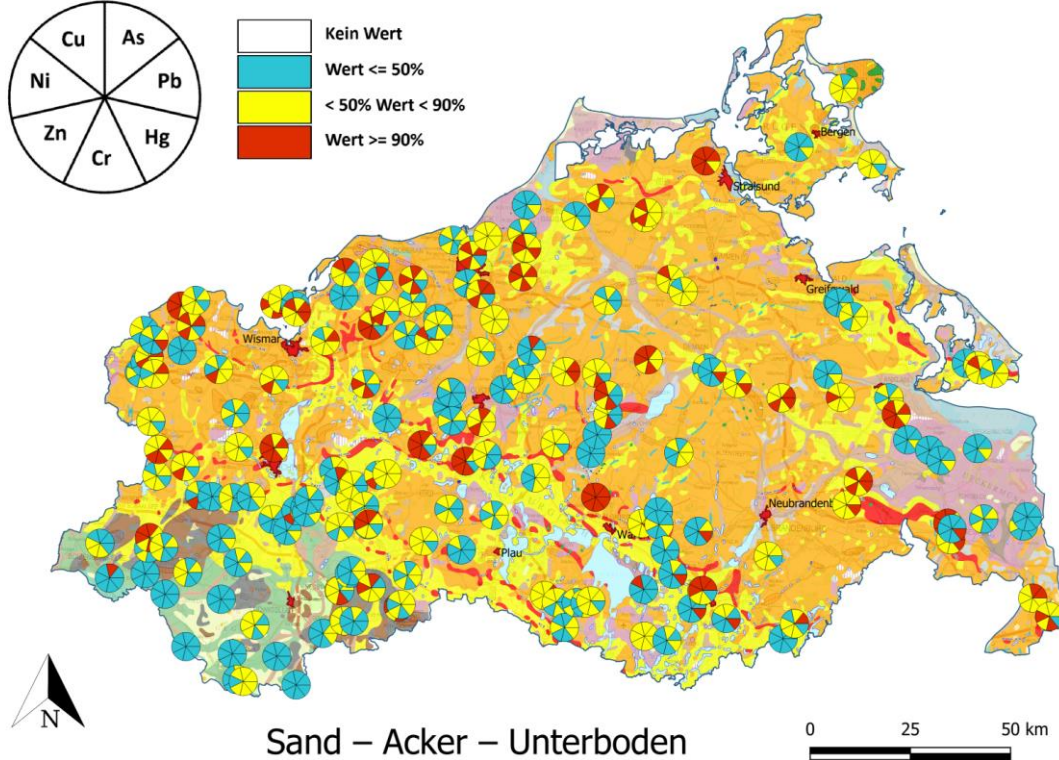 Cu
As
Ni
Pb
Zn
Hg
Cr
Kein Wert
Wert <= 50%
< 50% Wert < 90%
Wert >= 90%
Bergen
Stralsund
Greifswald
Wismar
Neubrandenb
Wa
Plau
N
Sand – Acker – Unterboden
0 25 50 km